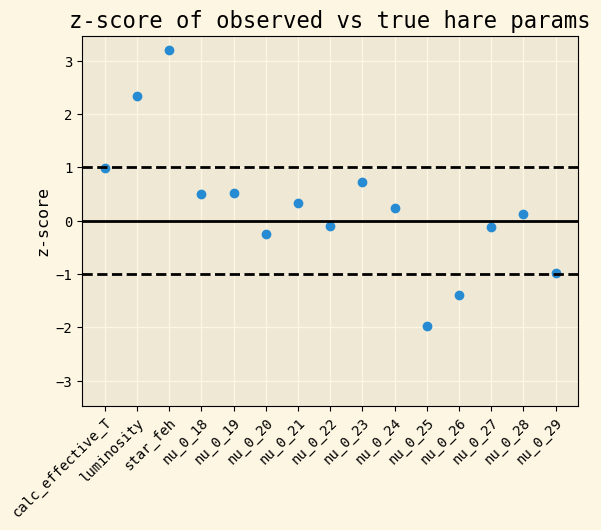 z-score of observed vs true hare params
z-score
3
2
1
0
−1
−2
−3
calc_effective_T
luminosity
star_feh
nu_0_18
nu_0_19
nu_0_20
nu_0_21
nu_0_22
nu_0_23
nu_0_24
nu_0_25
nu_0_26
nu_0_27
nu_0_28
nu_0_29